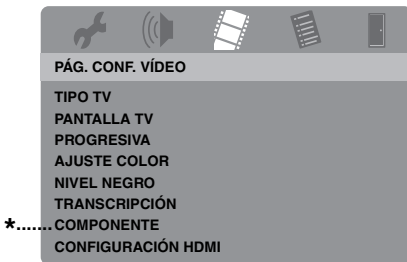 PÁG. CONF. VÍDEO
TIPO TV
PANTALLA TV
PROGRESIVA
AJUSTE COLOR
NIVEL NEGRO
TRANSCRIPCIÓN
*.......COMPONENTE
CONFIGURACIÓN HDMI